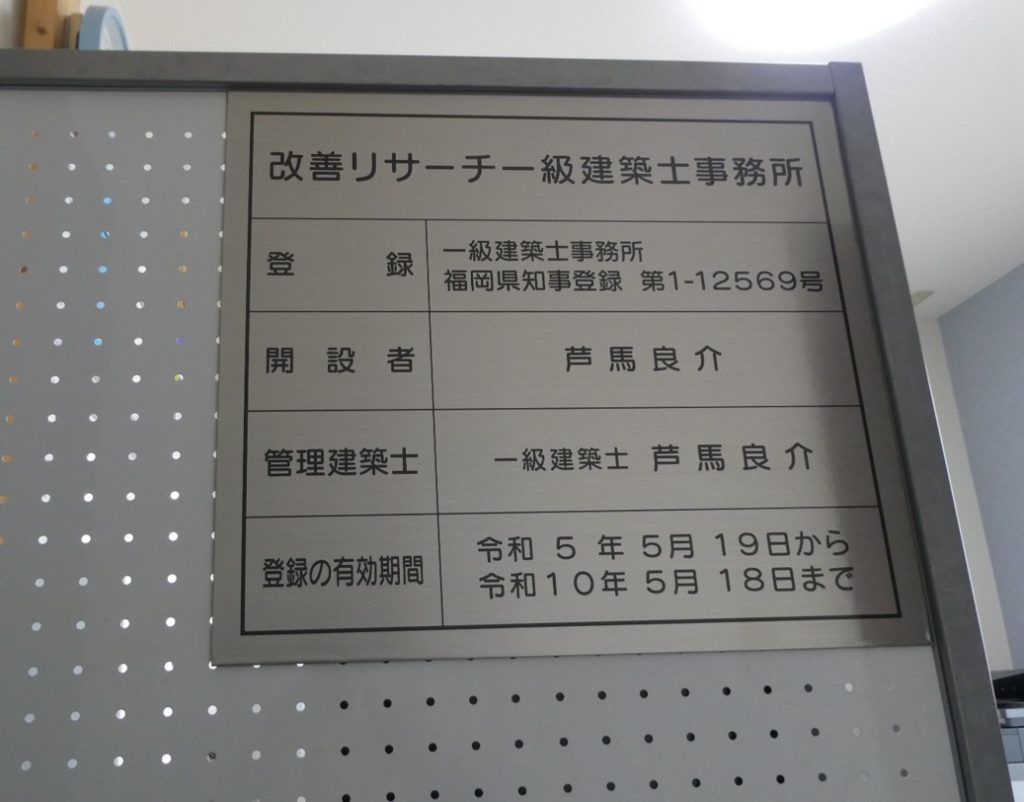 改善リサーチ一級建築士事務所
登録
一級建築士事務所
福岡県知事登録 第1-12569号
開設者
芦馬良介
管理建築士
一級建築士 芦馬良介
登録の有効期間
令和 5 年 5月 19日から
令和10年 5月 18日まで